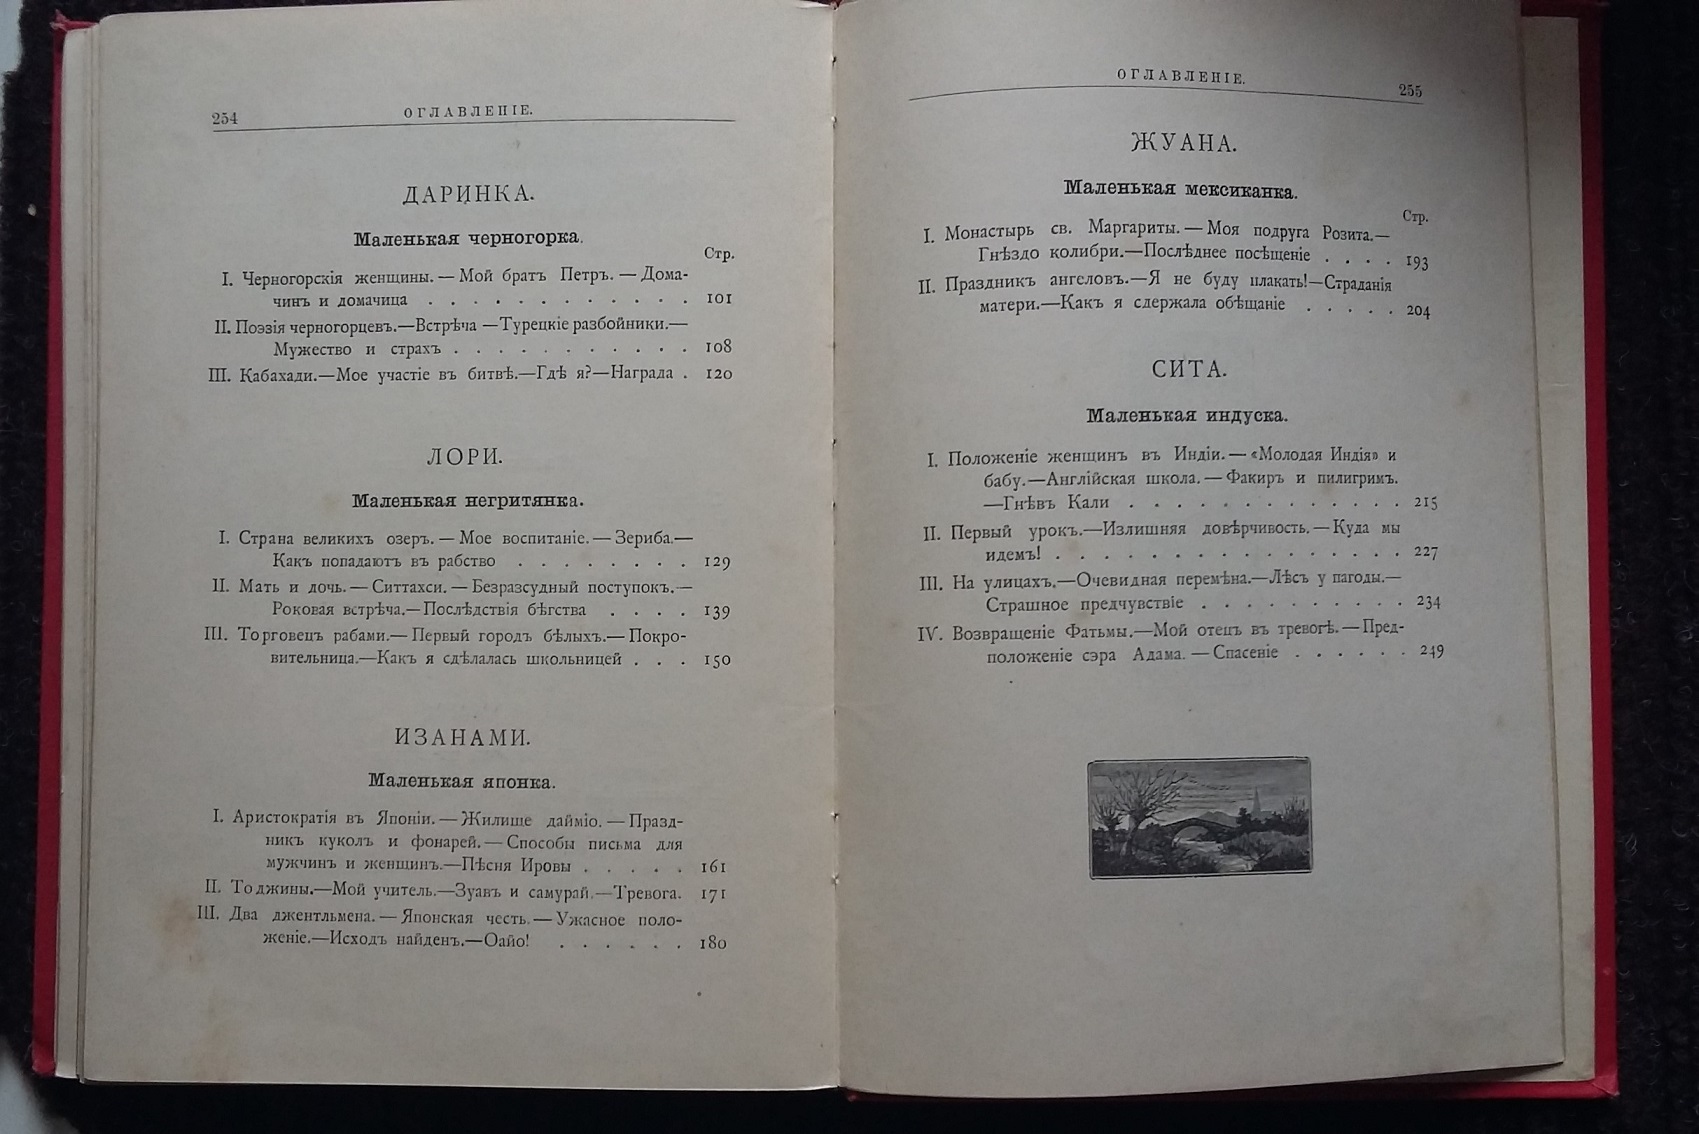 254
ОГЛАВЛЕНІЕ.
ДАРИНКА.
Маленькая черногорка.
Стр.
I. Черногорскія женщины. — Мой братъ Петръ. — Дома-
чинъ и домачица . . . . . . . . . . . . 101
II. Поэзія черногорцевъ.—Встрѣча —Турецкіе разбойники.—
Мужество и страхъ . . . . . . . . . . . 108
III. Кабахади.—Мое участіе въ битвѣ.—Гдѣ я?—Награда . 120
ЛОРИ.
Маленькая негритянка.
I. Страна великихъ озеръ. — Мое воспитаніе. — Зериба.—
Какъ попадаютъ въ рабство . . . . . . . . 129
II. Мать и дочь. — Ситтахси. — Безразсудный поступокъ. —
Роковая встрѣча.—Послѣдствія бѣгства . . . . 139
III. Торговецъ рабами.— Первый городъ бѣлыхъ.— Покро-
вительница.—Какъ я сдѣлалась школьницей . . . 150
ИЗАНАМИ.
Маленькая японка.
I. Аристократія въ Японіи. — Жилище дайміо. — Празд-
никъ куколъ и фонарей. — Способы письма для
мужчинъ и женщинъ.—Пѣсня Ировы . . . . . 161
II. Тоджины.—Мой учитель.—Зуавъ и самурай.—Тревога. 171
III. Два джентльмена. — Японская честь. — Ужасное поло-
женіе.—Исходъ найденъ.—Оайо! . . . . . . 180
ОГЛАВЛЕНІЕ.
255
ЖУАНА.
Маленькая мексиканка.
Стр.
I. Монастырь св. Маргариты. — Моя подруга Розита.—
Гнѣздо колибри.—Послѣднее посѣщеніе . . . . 193
II. Праздникъ ангеловъ.—Я не буду плакать!—Страданія
матери.—Какъ я сдержала обѣщаніе . . . . . 204
СИТА.
Маленькая индуска.
I. Положеніе женщинъ въ Индіи. — «Молодая Индія» и
бабу.—Англійская школа. — Факиръ и пилигримъ.
—Гнѣвъ Кали . . . . . . . . . . . . . 215
II. Первый урокъ.—Излишняя довѣрчивость. — Куда мы
идемъ! . . . . . . . . . . . . . . . . 227
III. На улицахъ.—Очевидная перемѣна.—Лѣсъ у пагоды.—
Страшное предчувствіе . . . . . . . . . . 234
IV. Возвращеніе Фатьмы.—Мой отецъ въ тревогѣ. — Пред-
положеніе сэра Адама. — Спасеніе . . . . . . 249